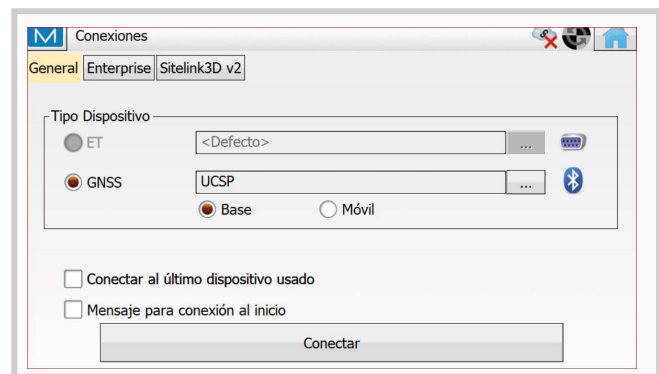 M Conexiones
General Enterprise Sitelink3D v2
Tipo Dispositivo
ET <Defecto> ...
GNSS UCSP ...
Base Móvil
Conectar al último dispositivo usado
Mensaje para conexión al inicio
Conectar